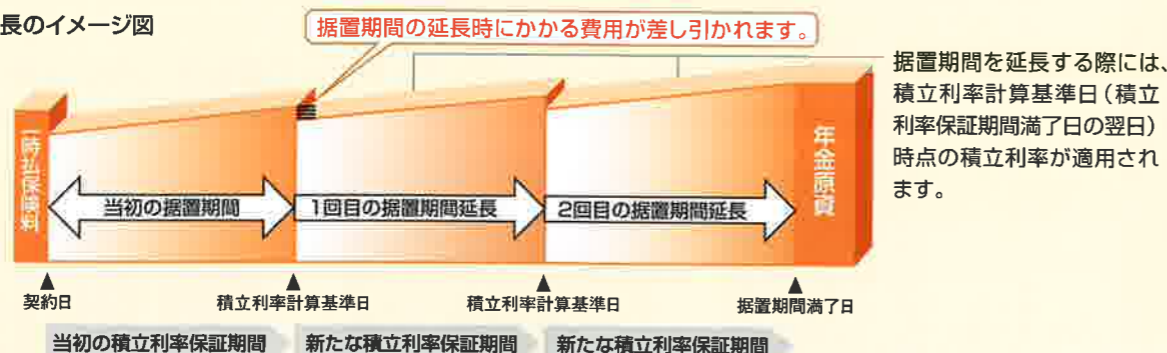 長のイメージ図
据置期間の延長時にかかる費用が差し引かれます。
据置期間を延長する際には、
積立利率計算基準日(積立
利率保証期間満了日の翌日)
時点の積立利率が適用され
ます。
一時払保険料
当初の据置期間
1回目の据置期間延長
2回目の据置期間延長
年金原資
契約日
積立利率計算基準日
積立利率計算基準日
据置期間満了日
当初の積立利率保証期間
新たな積立利率保証期間
新たな積立利率保証期間